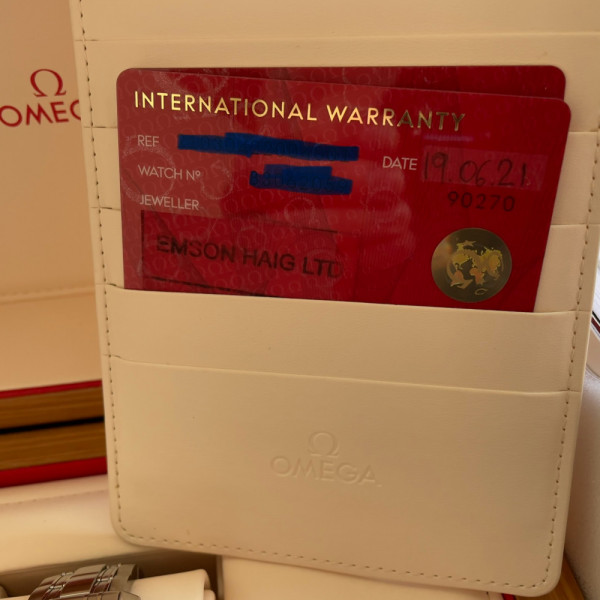 OMEGA
INTERNATIONAL WARRANTY
REF
DATE 19.06.21
WATCH Nº
90270
JEWELLER
EMSON HAIG LTD
OMEGA